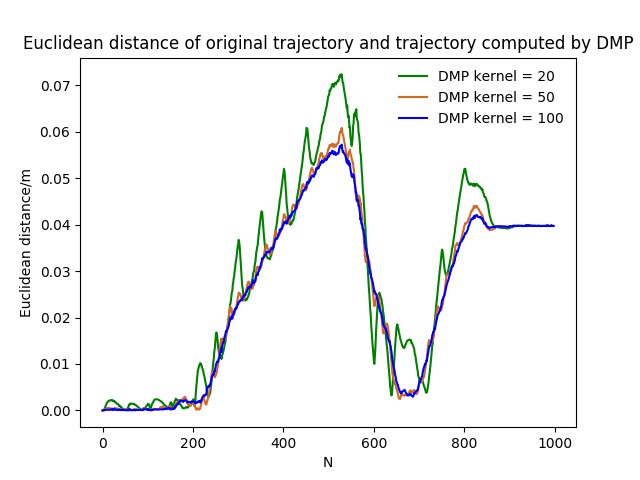 Euclidean distance of original trajectory and trajectory computed by DMP
DMP kernel = 20
DMP kernel = 50
DMP kernel = 100
Euclidean distance/m
0.07
0.06
0.05
0.04
0.03
0.02
0.01
0.00
0 200 400 600 800 1000
N